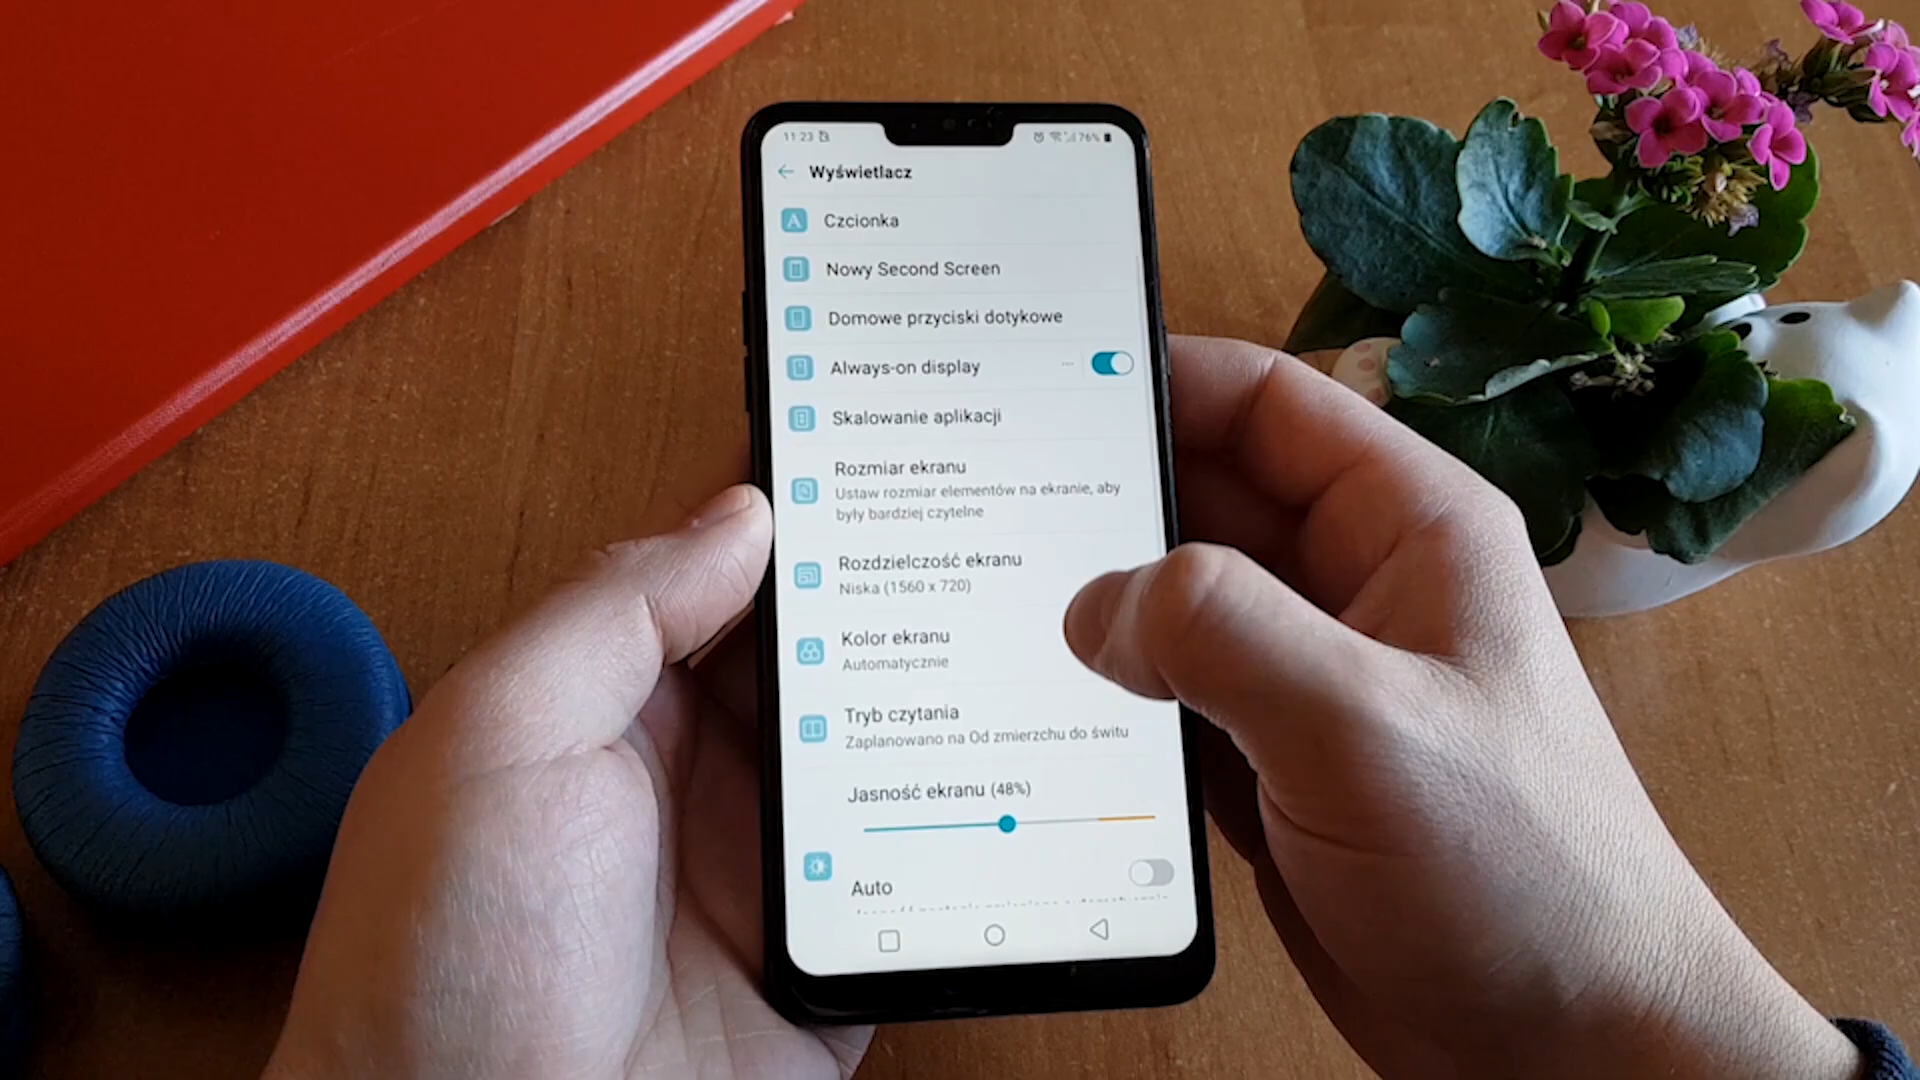 11:23 76%
Wyświetlacz
A Czcionka
Nowy Second Screen
Domowe przyciski dotykowe
Always-on display ...
Skalowanie aplikacji
Rozmiar ekranu
Ustaw rozmiar elementów na ekranie, aby
były bardziej czytelne
Rozdzielczość ekranu
Niska (1560 x 720)
Kolor ekranu
Automatycznie
Tryb czytania
Zaplanowano na Od zmierzchu do świtu
Jasność ekranu (48%)
Auto